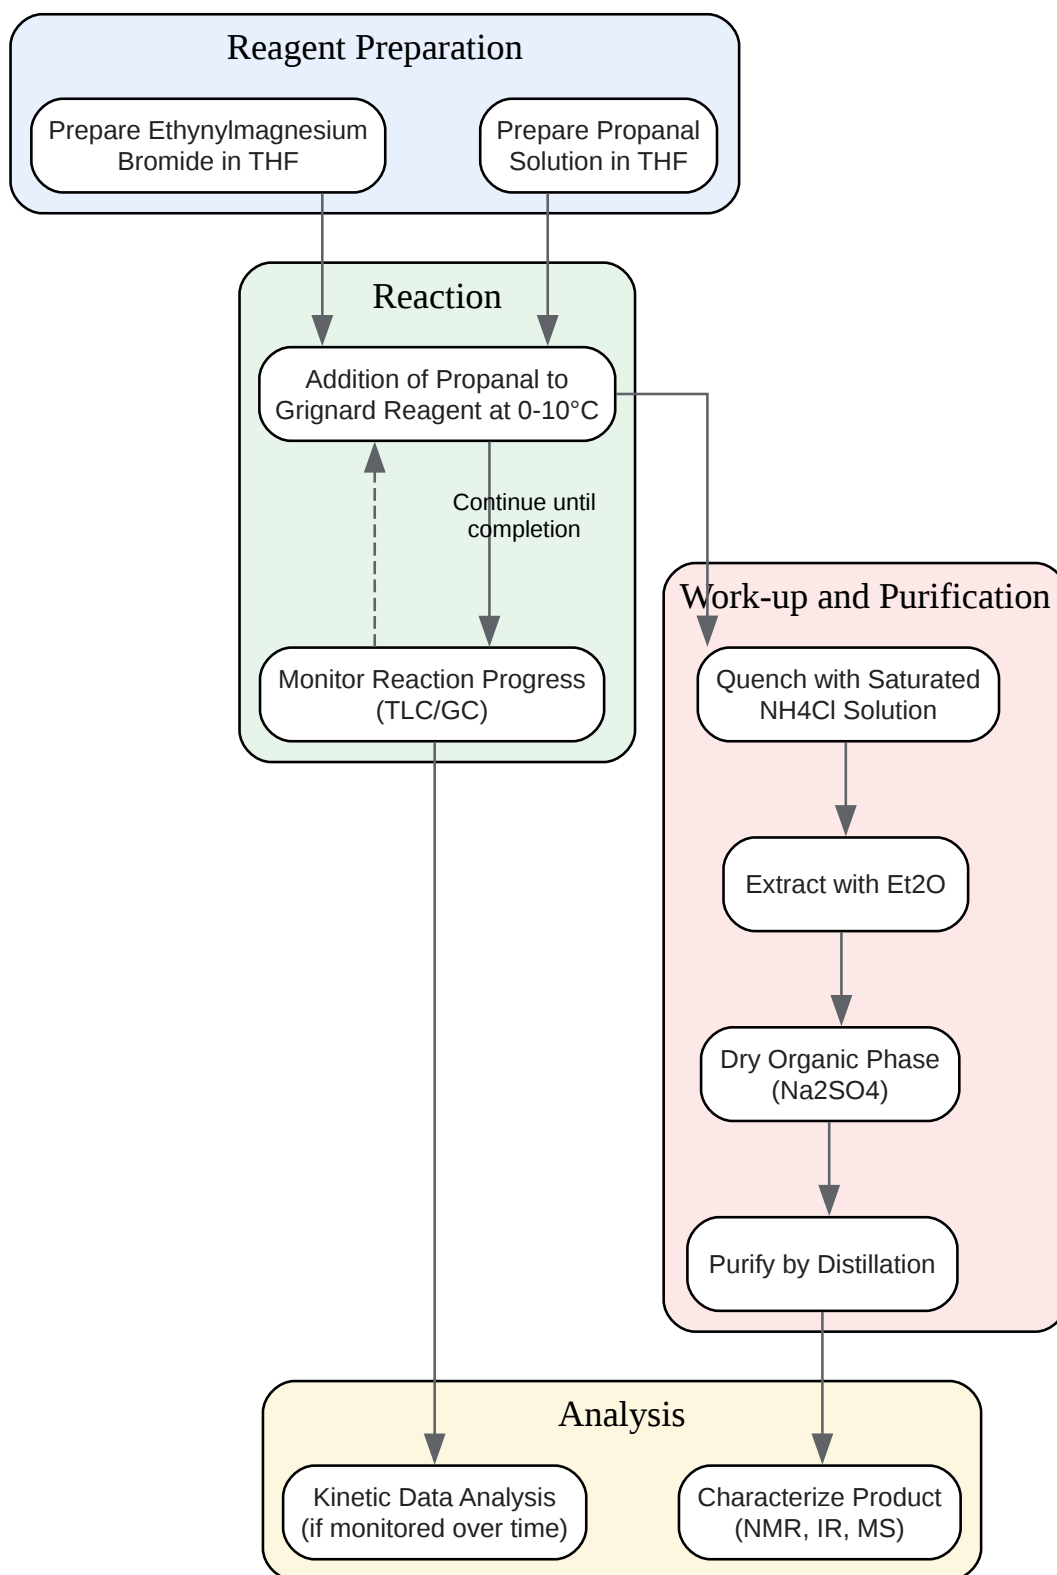 Reagent Preparation
Prepare Ethynylmagnesium
Bromide in THF
Prepare Propanal
Solution in THF
Reaction
Addition of Propanal to
Grignard Reagent at 0-10°C
Continue until
completion
Monitor Reaction Progress
(TLC/GC)
Work-up and Purification
Quench with Saturated
NH4Cl Solution
Extract with Et2O
Dry Organic Phase
(Na2SO4)
Purify by Distillation
Analysis
Kinetic Data Analysis
(if monitored over time)
Characterize Product
(NMR, IR, MS)